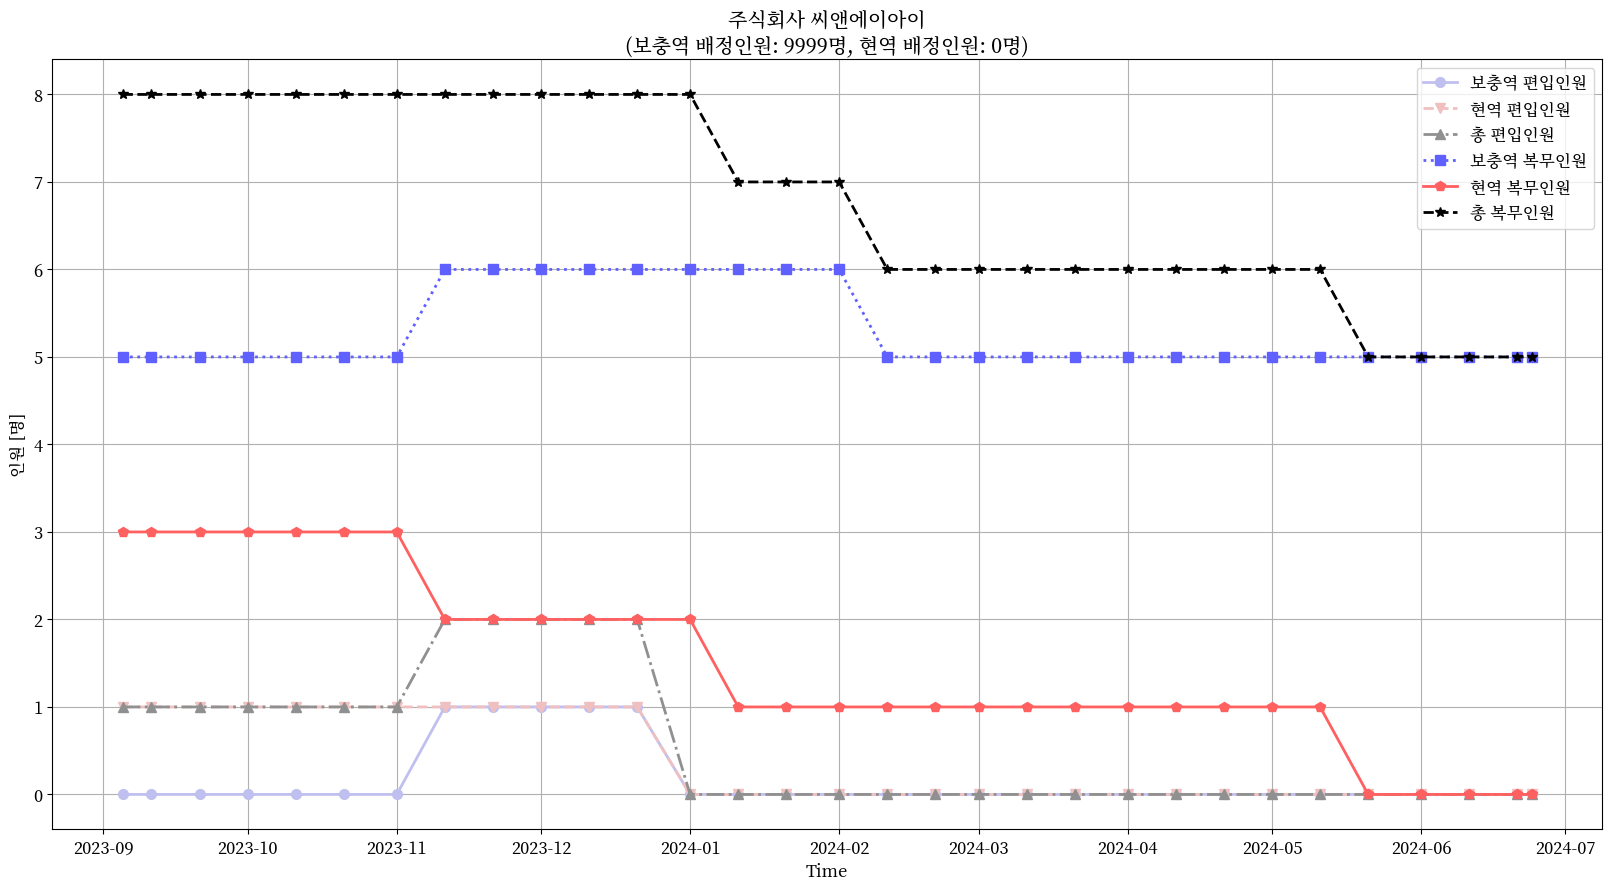 주식회사 씨앤에이아이
(보충역 배정인원: 9999명, 현역 배정인원: 0명)
보충역 편입인원
현역 편입인원
총 편입인원
보충역 복무인원
현역 복무인원
총 복무인원
인원 [명]
8
7
6
5
4
3
2
1
0
2023-09 2023-10 2023-11 2023-12 2024-01 2024-02 2024-03 2024-04 2024-05 2024-06 2024-07
Time